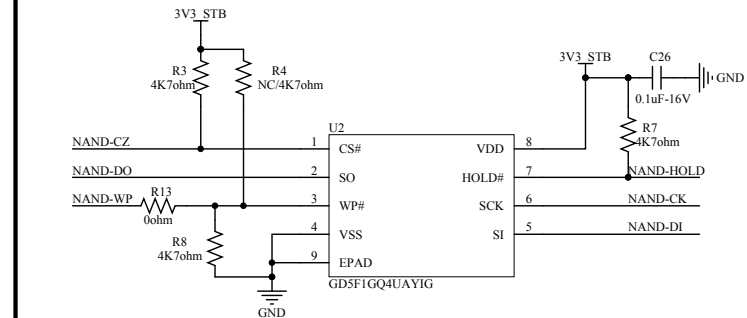 3V3_STB
R3
4K7ohm
R4
NC/4K7ohm
3V3_STB
C26
0.1uF-16V
GND
R7
4K7ohm
U2
NAND-CZ
1
CS#
VDD
8
NAND-DO
2
SO
HOLD#
7
NAND-HOLD
NAND-WP
R13
0ohm
3
WP#
SCK
6
NAND-CK
R8
4K7ohm
4
VSS
SI
5
NAND-DI
9
EPAD
GD5F1GQ4UAYIG
GND